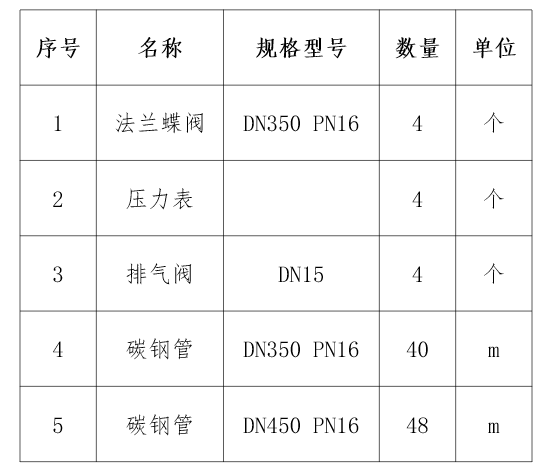 序号 名称 规格型号 数量 单位
1 法兰蝶阀 DN350 PN16 4 个
2 压力表 4 个
3 排气阀 DN15 4 个
4 碳钢管 DN350 PN16 40 m
5 碳钢管 DN450 PN16 48 m